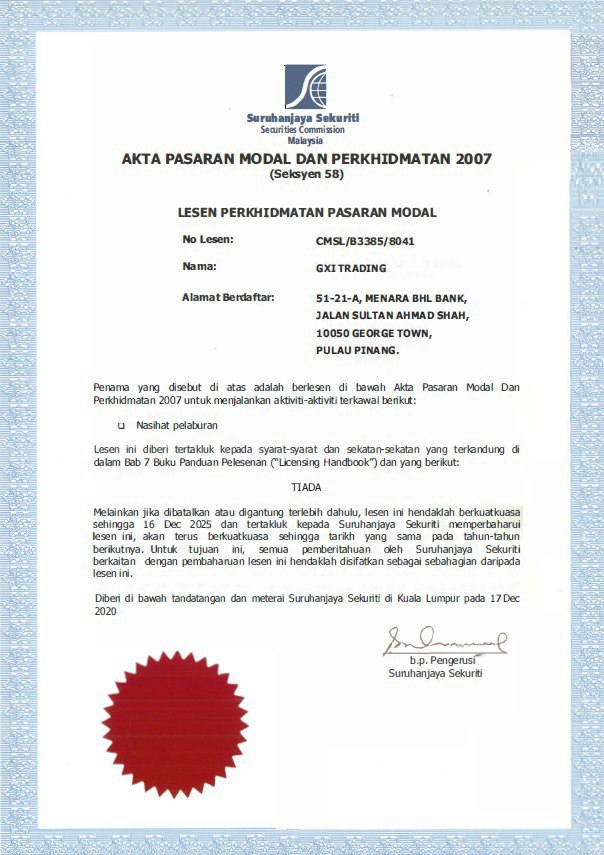 Suruhanjaya Sekuriti
Securities Commission
Malaysia
AKTA PASARAN MODAL DAN PERKHIDMATAN 2007
(Seksyen 58)
LESEN PERKHIDMATAN PASARAN MODAL
No Lesen: CMSL/B3385/8041
Nama: GXI TRADING
Alamat Berdaftar: 51-21-A, MENARA BHL BANK,
JALAN SULTAN AHMAD SHAH,
10050 GEORGE TOWN,
PULAU PINANG.
Penama yang disebut di atas adalah berlesen di bawah Akta Pasaran Modal Dan
Perkhidmatan 2007 untuk menjalankan aktiviti-aktiviti terkawal berikut:
❑ Nasihat pelaburan
Lesen ini diberi tertakluk kepada syarat-syarat dan sekatan-sekatan yang terkandung di
dalam Bab 7 Buku Panduan Pelesenan (“Licensing Handbook”) dan yang berikut:
TIADA
Melainkan jika dibatalkan atau digantung terlebih dahulu, lesen ini hendaklah berkuatkuasa
sehingga 16 Dec 2025 dan tertakluk kepada Suruhanjaya Sekuriti memperbaharui
lesen ini, akan terus berkuatkuasa sehingga tarikh yang sama pada tahun-tahun
berikutnya. Untuk tujuan ini, semua pemberitahuan oleh Suruhanjaya Sekuriti
berkaitan dengan pembaharuan lesen ini hendaklah disifatkan sebagai sebahagian daripada
lesen ini.
Diberi di bawah tandatangan dan meterai Suruhanjaya Sekuriti di Kuala Lumpur pada 17 Dec
2020
b.p. Pengerusi
Suruhanjaya Sekuriti